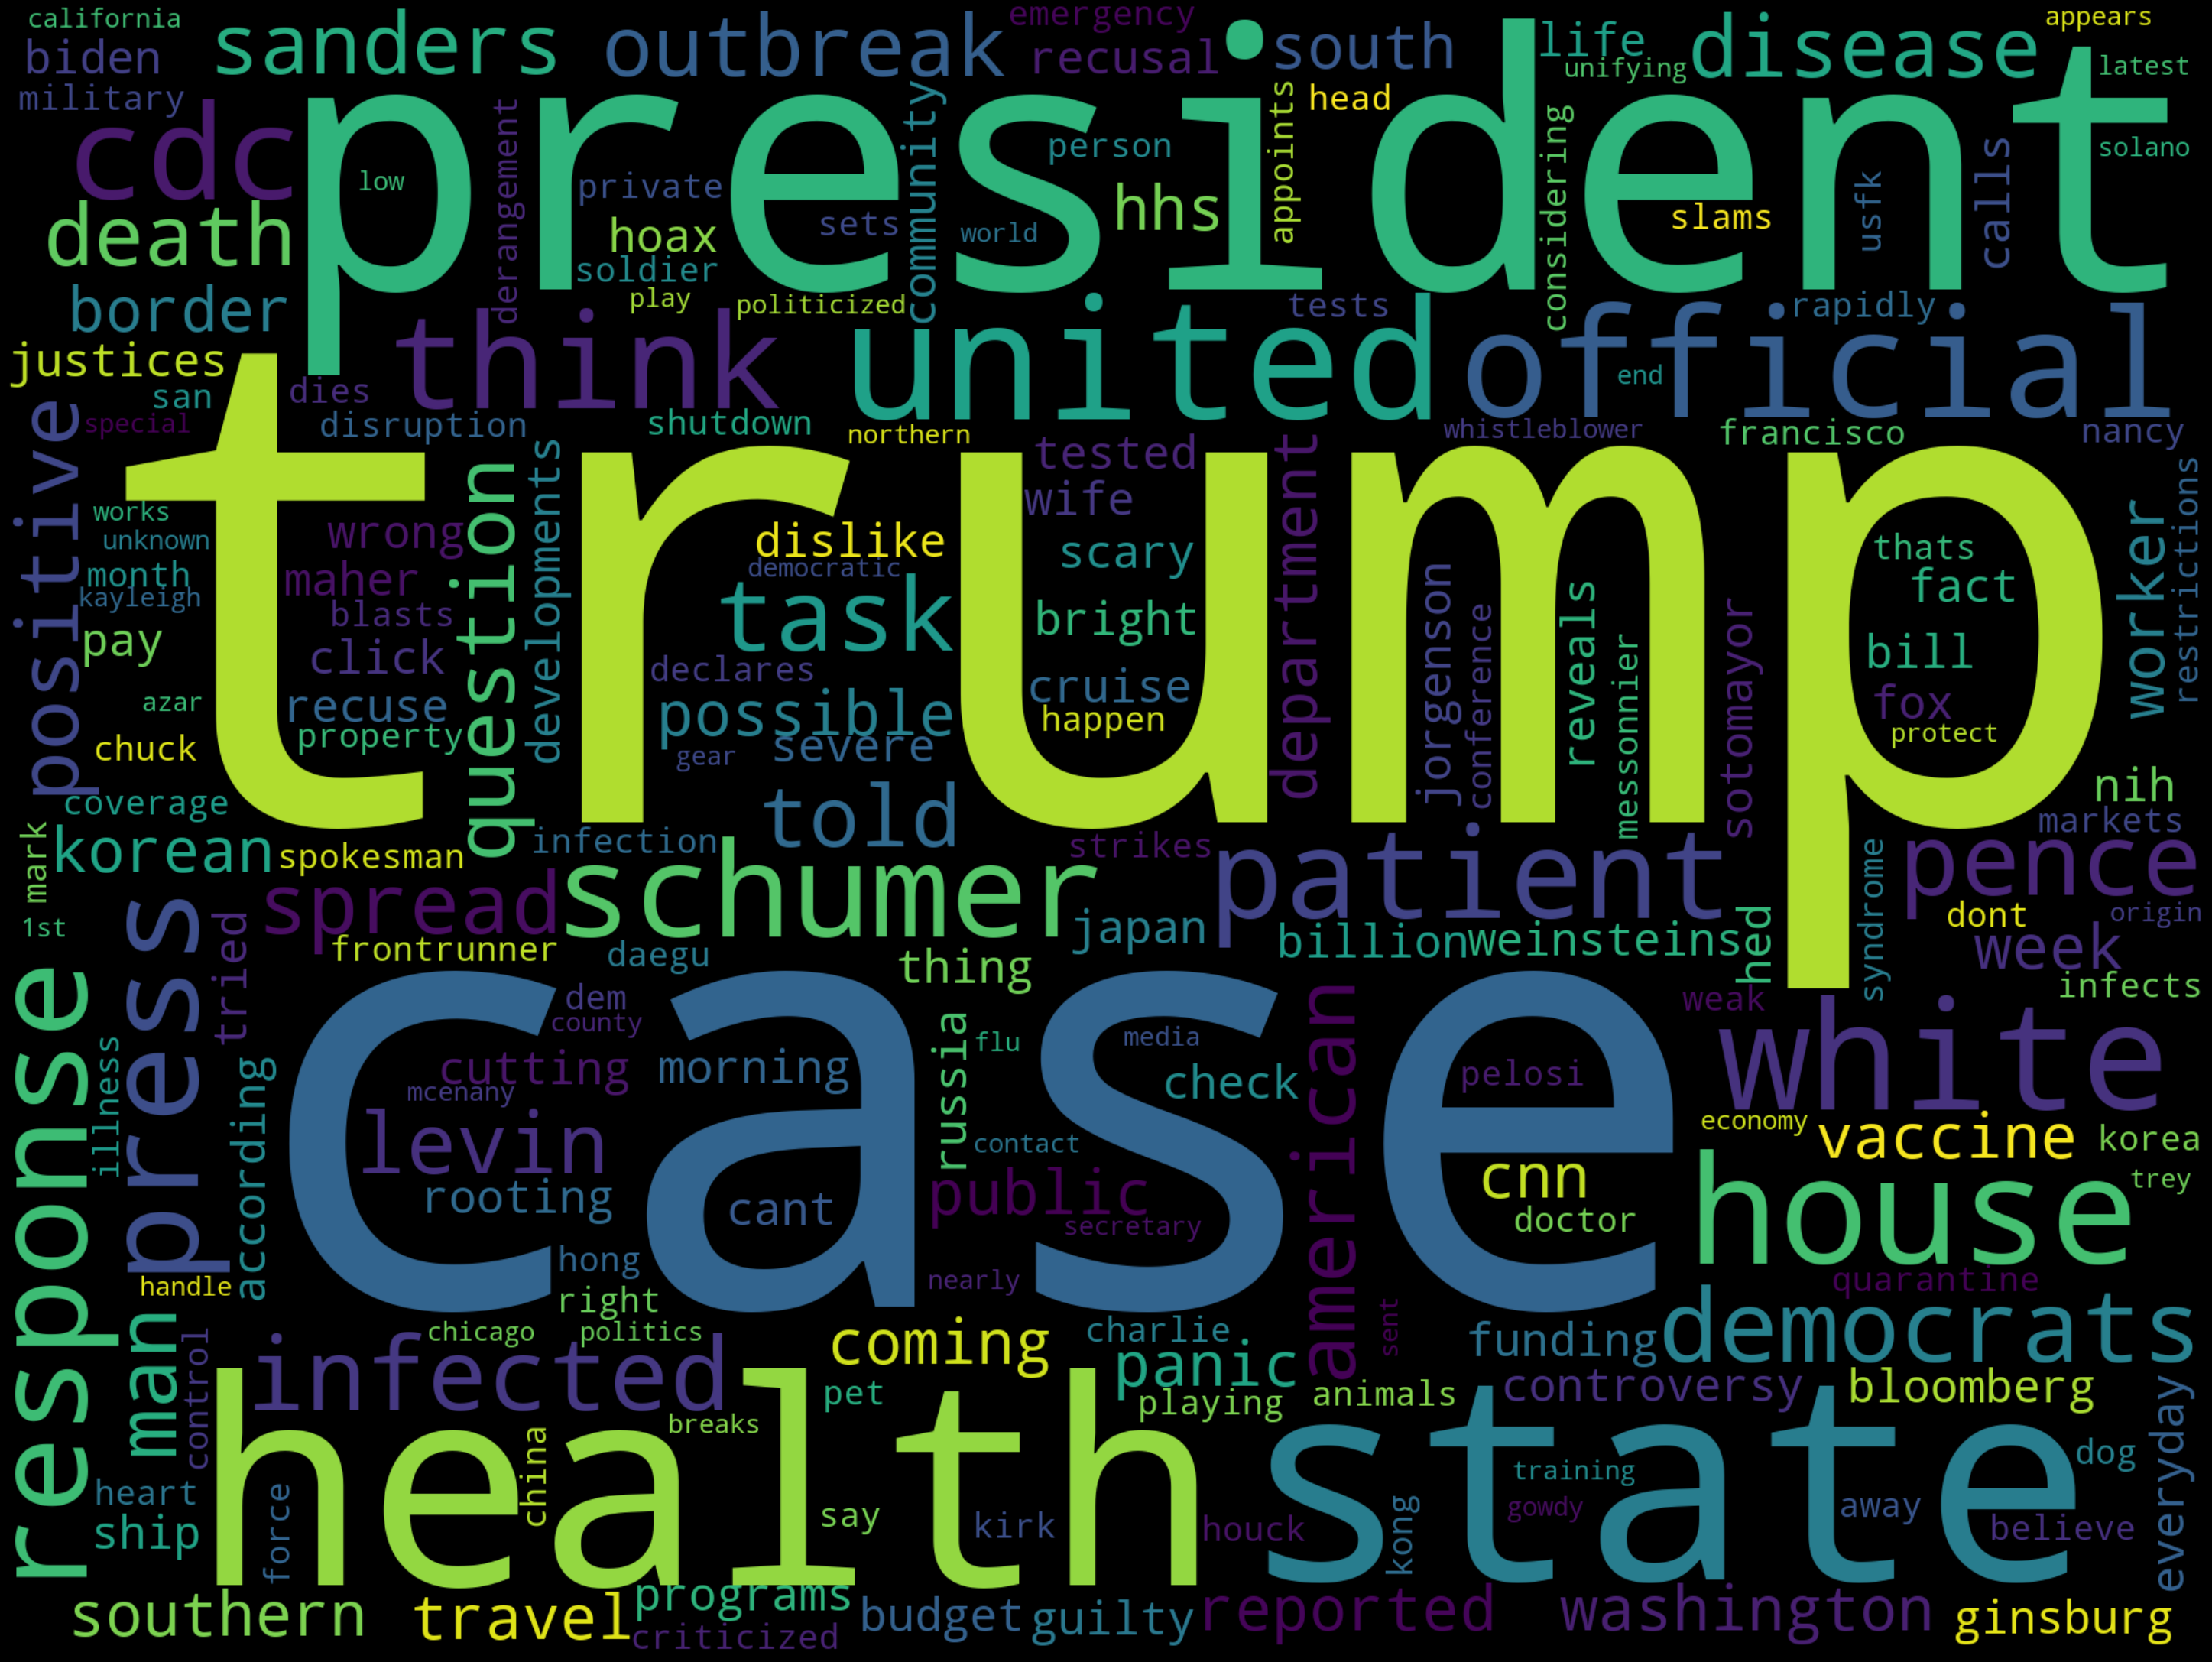 california
sanders
outbreak
emergency
recusal
south
life
unifying
disease
appears
latest
biden
military
president
head
cdc
death
low
derangement
private
hoax
soldier
play
politicized
sets
community
world
person
hhs
appoints
considering
slams
usfk
calls
solano
border
justices
think
united
tests
official
rapidly
end
san
special
dies
disruption
shutdown
northern
whistleblower
francisco
nancy
positive
trump
works
unknown
month
kayleigh
pay
azar
chuck
coverage
wrong
maher
blasts
click
recuse
property
question
developments
dislike
democratic
task
declares
possible
severe
gear
told
tested
wife
scary
bright
cruise
happen
department
jorgenson
conference
reveals
messonnier
sotomayor
thats
fact
bill
fox
protect
worker
restrictions
nih
markets
mark
korean
spokesman
infection
strikes
patient
pence
syndrome
dont
origin
1st
spread
schumer
japan
billion
weinsteins
hed
week
infects
frontrunner
daegu
thing
weak
response
press
tried
case
dem
county
cutting
mcenany
morning
russia
flu
media
check
american
pelosi
white
economy
vaccine
korea
illness
according
levin
rooting
cant
contact
public
secretary
cnn
doctor
house
trey
handle
hong
right
nearly
quarantine
man
control
infected
chicago
politics
coming
charlie
panic
sent
funding
democrats
health
breaks
pet
playing
animals
controversy
bloomberg
everyday
state
heart
ship
force
china
say
kirk
houck
kong
training
gowdy
away
dog
believe
southern
travel
programs
criticized
budget
guilty
reported
washington
ginsburg